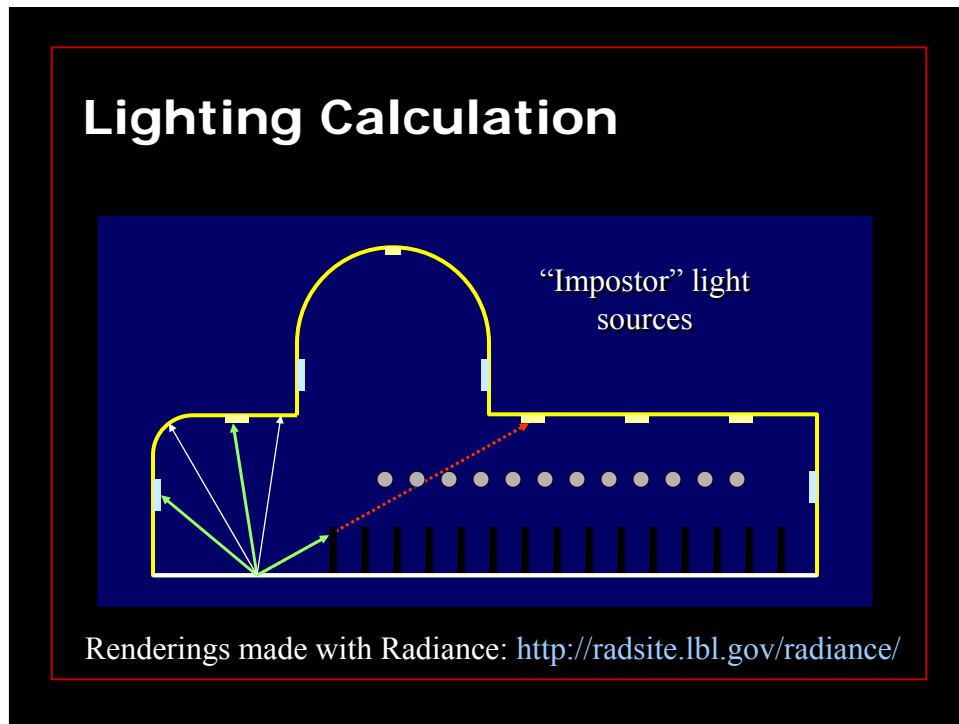 Lighting Calculation
“Impostor” light
sources
Renderings made with Radiance: http://radsite.lbl.gov/radiance/